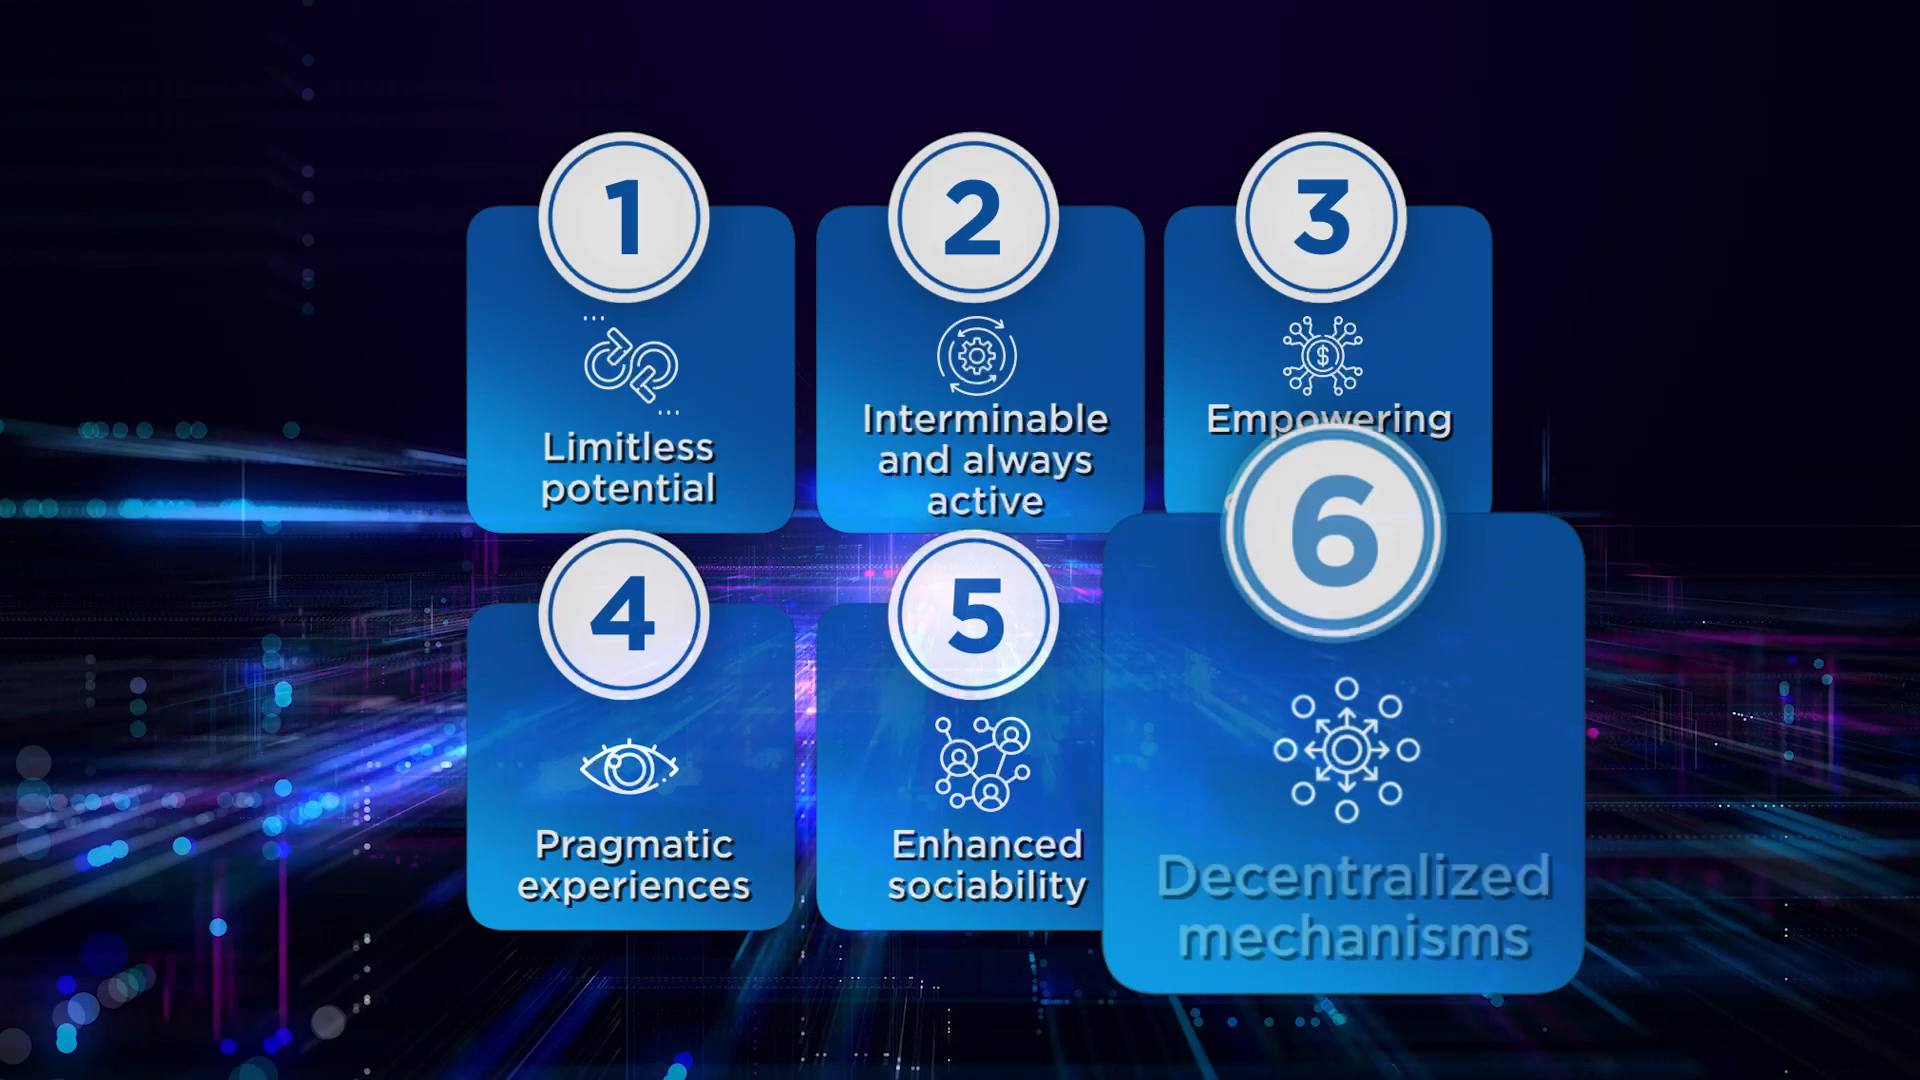 1
2
3
Limitless
potential
Interminable
and always
active
Empowering
4
5
6
Pragmatic
experiences
Enhanced
sociability
Decentralized
mechanisms